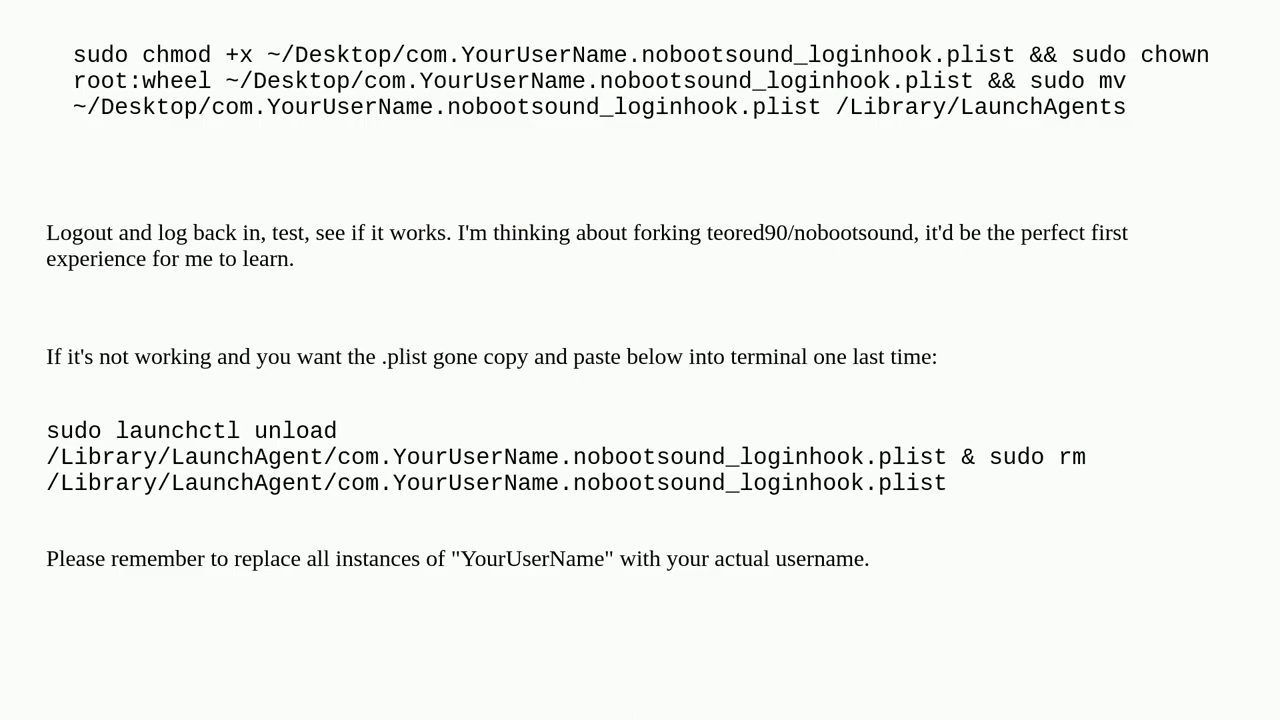 sudo chmod +x ~/Desktop/com.YourUserName.nobootsound_loginhook.plist && sudo chown
root:wheel ~/Desktop/com.YourUserName.nobootsound_loginhook.plist && sudo mv
~/Desktop/com.YourUserName.nobootsound_loginhook.plist /Library/LaunchAgents
Logout and log back in, test, see if it works. I'm thinking about forking teored90/nobootsound, it'd be the perfect first
experience for me to learn.
If it's not working and you want the .plist gone copy and paste below into terminal one last time:
sudo launchctl unload
/Library/LaunchAgent/com.YourUserName.nobootsound_loginhook.plist & sudo rm
/Library/LaunchAgent/com.YourUserName.nobootsound_loginhook.plist
Please remember to replace all instances of "YourUserName" with your actual username.